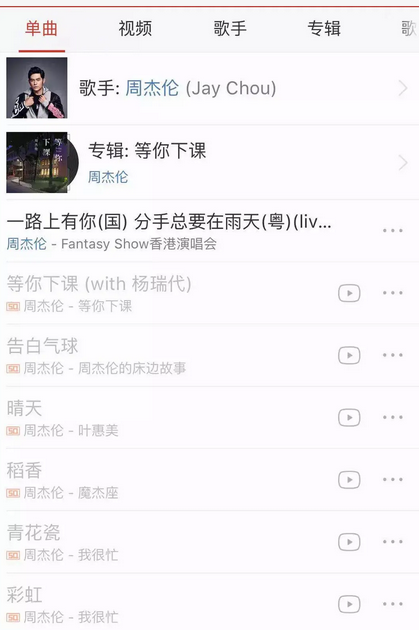 单曲 视频 歌手 专辑 歌
歌手: 周杰伦 (Jay Chou)
等你下课
专辑: 等你下课
周杰伦
一路上有你(国) 分手总要在雨天(粤)(liv...
周杰伦 - Fantasy Show香港演唱会
等你下课 (with 杨瑞代)
SQ 周杰伦 - 等你下课
告白气球
SQ 周杰伦 - 周杰伦的床边故事
晴天
SQ 周杰伦 - 叶惠美
稻香
SQ 周杰伦 - 魔杰座
青花瓷
SQ 周杰伦 - 我很忙
彩虹
SQ 周杰伦 - 我很忙